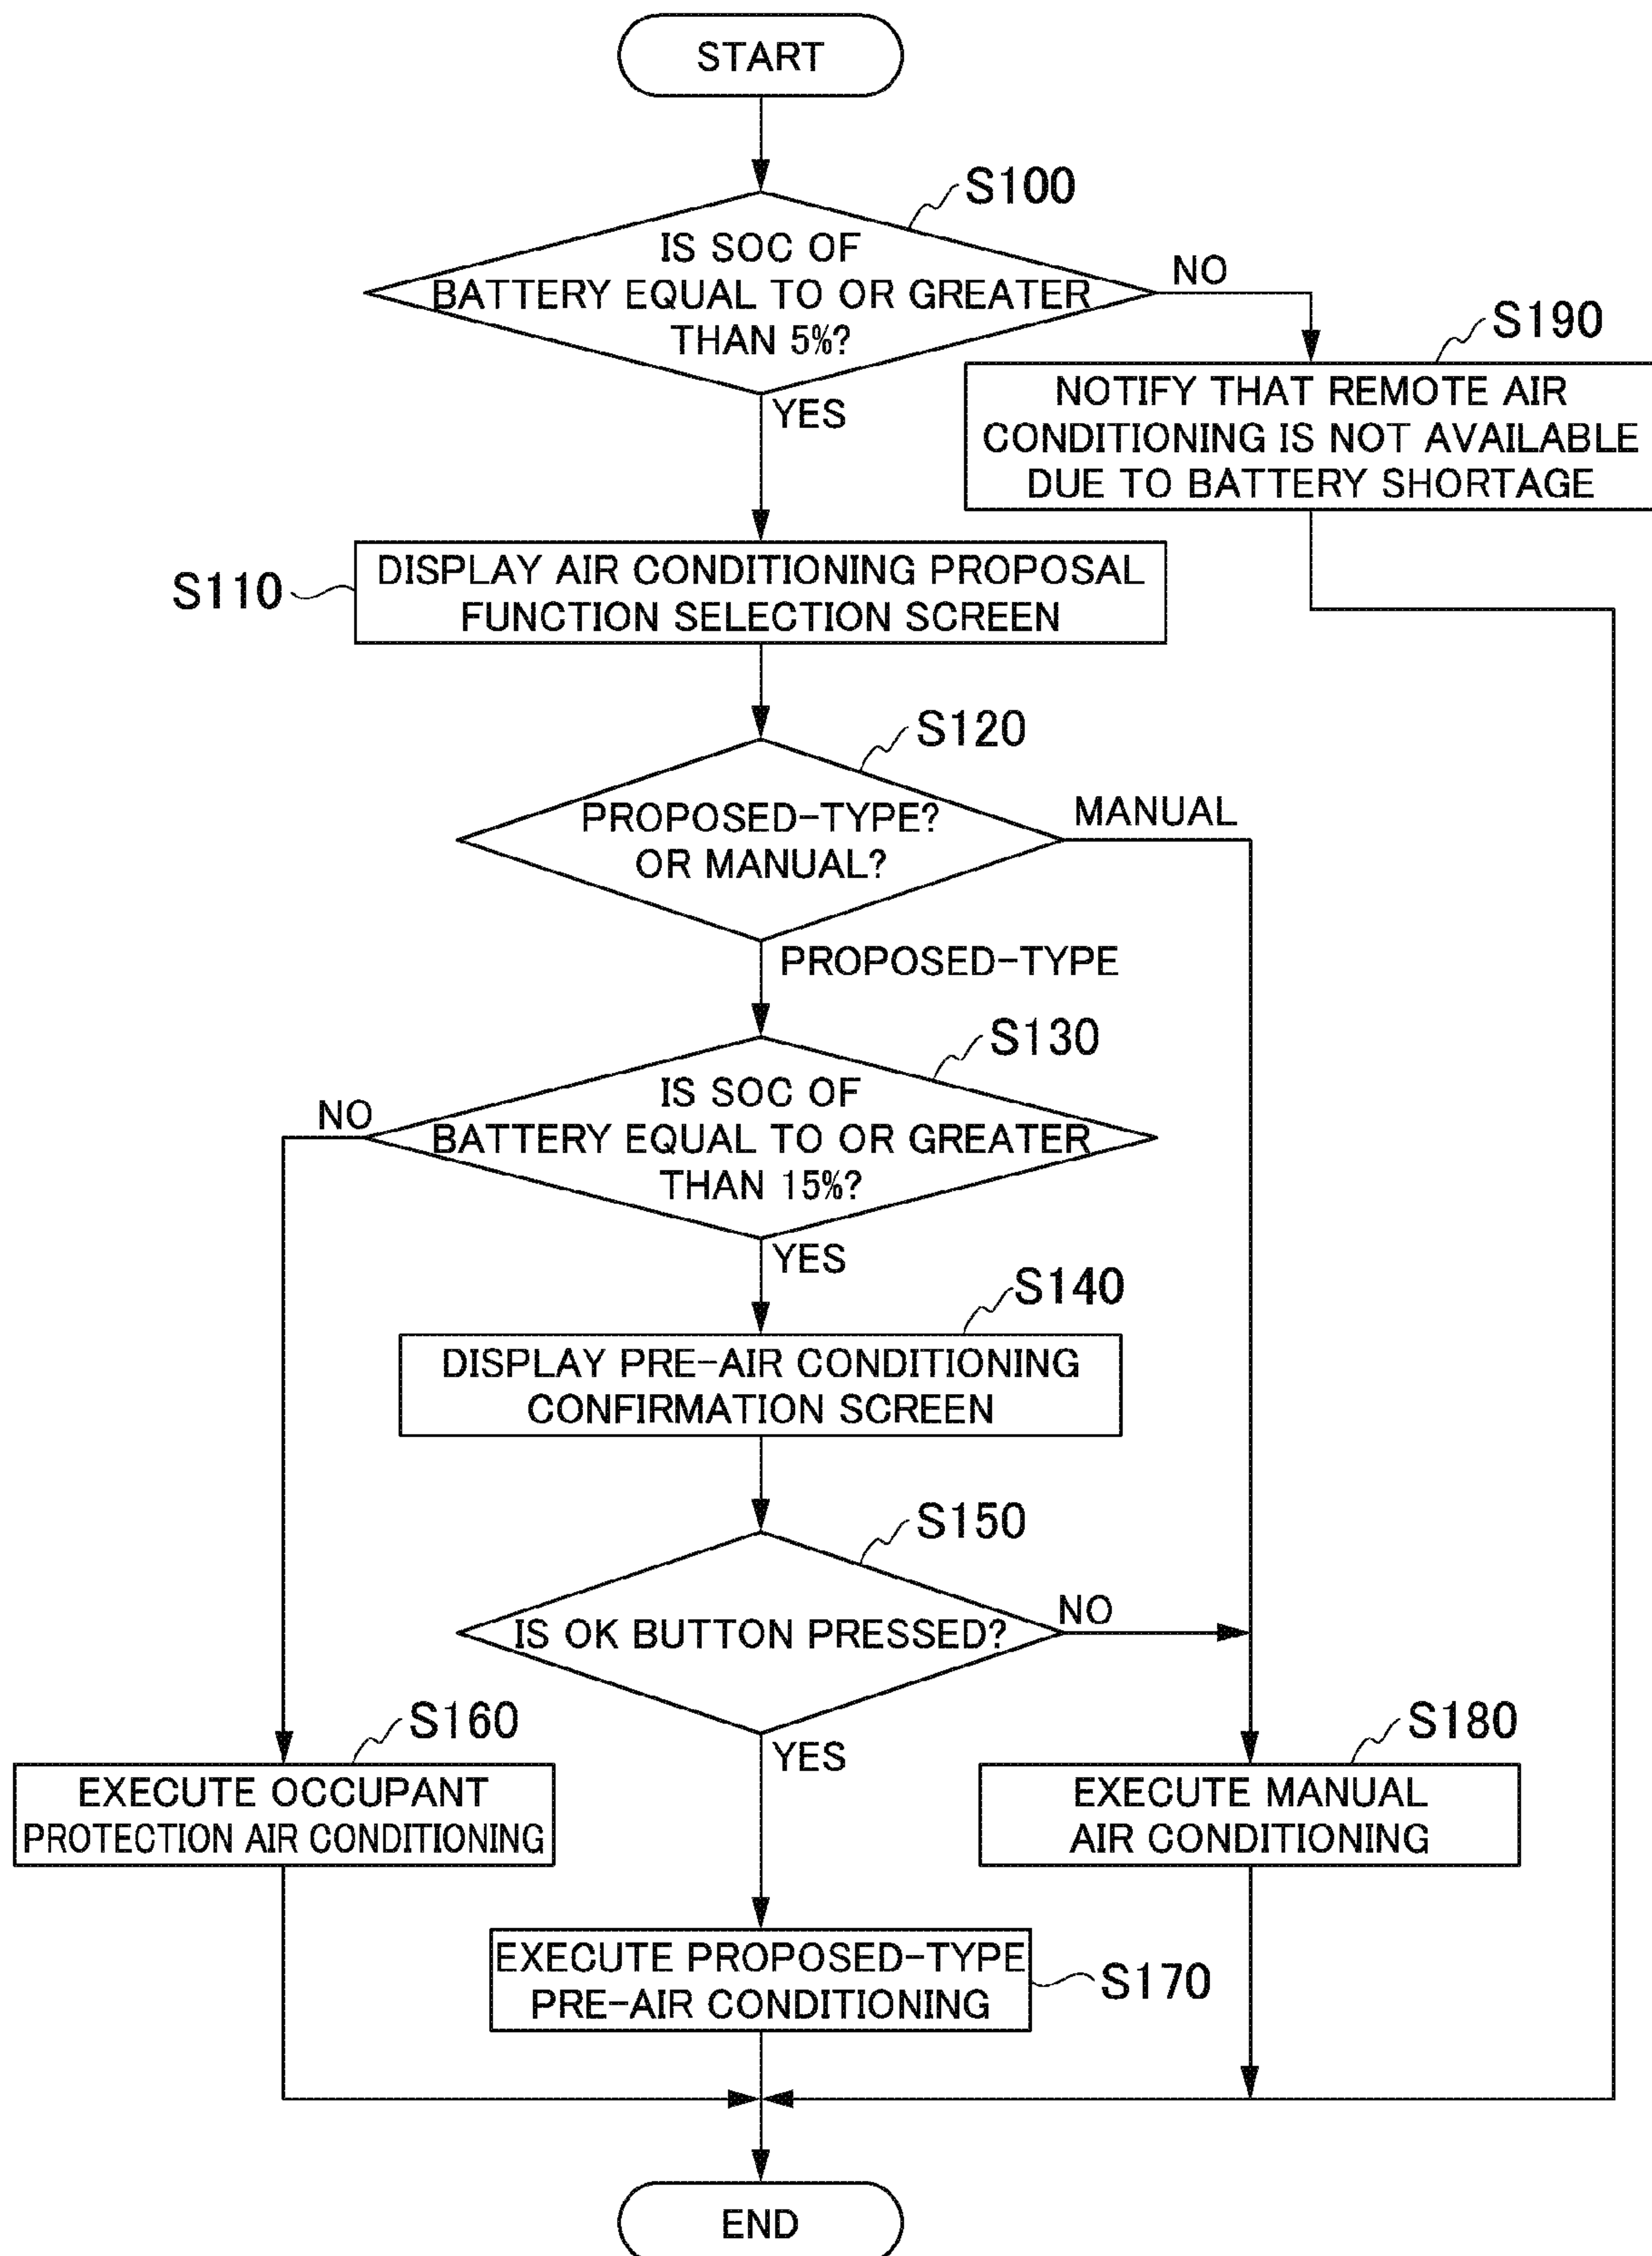 START
S100
IS SOC OF
BATTERY EQUAL TO OR GREATER
THAN 5%?
NO
YES
S190
NOTIFY THAT REMOTE AIR
CONDITIONING IS NOT AVAILABLE
DUE TO BATTERY SHORTAGE
S110
DISPLAY AIR CONDITIONING PROPOSAL
FUNCTION SELECTION SCREEN
S120
PROPOSED-TYPE?
OR MANUAL?
MANUAL
PROPOSED-TYPE
S130
IS SOC OF
BATTERY EQUAL TO OR GREATER
THAN 15%?
NO
YES
S140
DISPLAY PRE-AIR CONDITIONING
CONFIRMATION SCREEN
S150
IS OK BUTTON PRESSED?
NO
YES
S160
EXECUTE OCCUPANT
PROTECTION AIR CONDITIONING
S180
EXECUTE MANUAL
AIR CONDITIONING
EXECUTE PROPOSED-TYPE
PRE-AIR CONDITIONING
S170
END